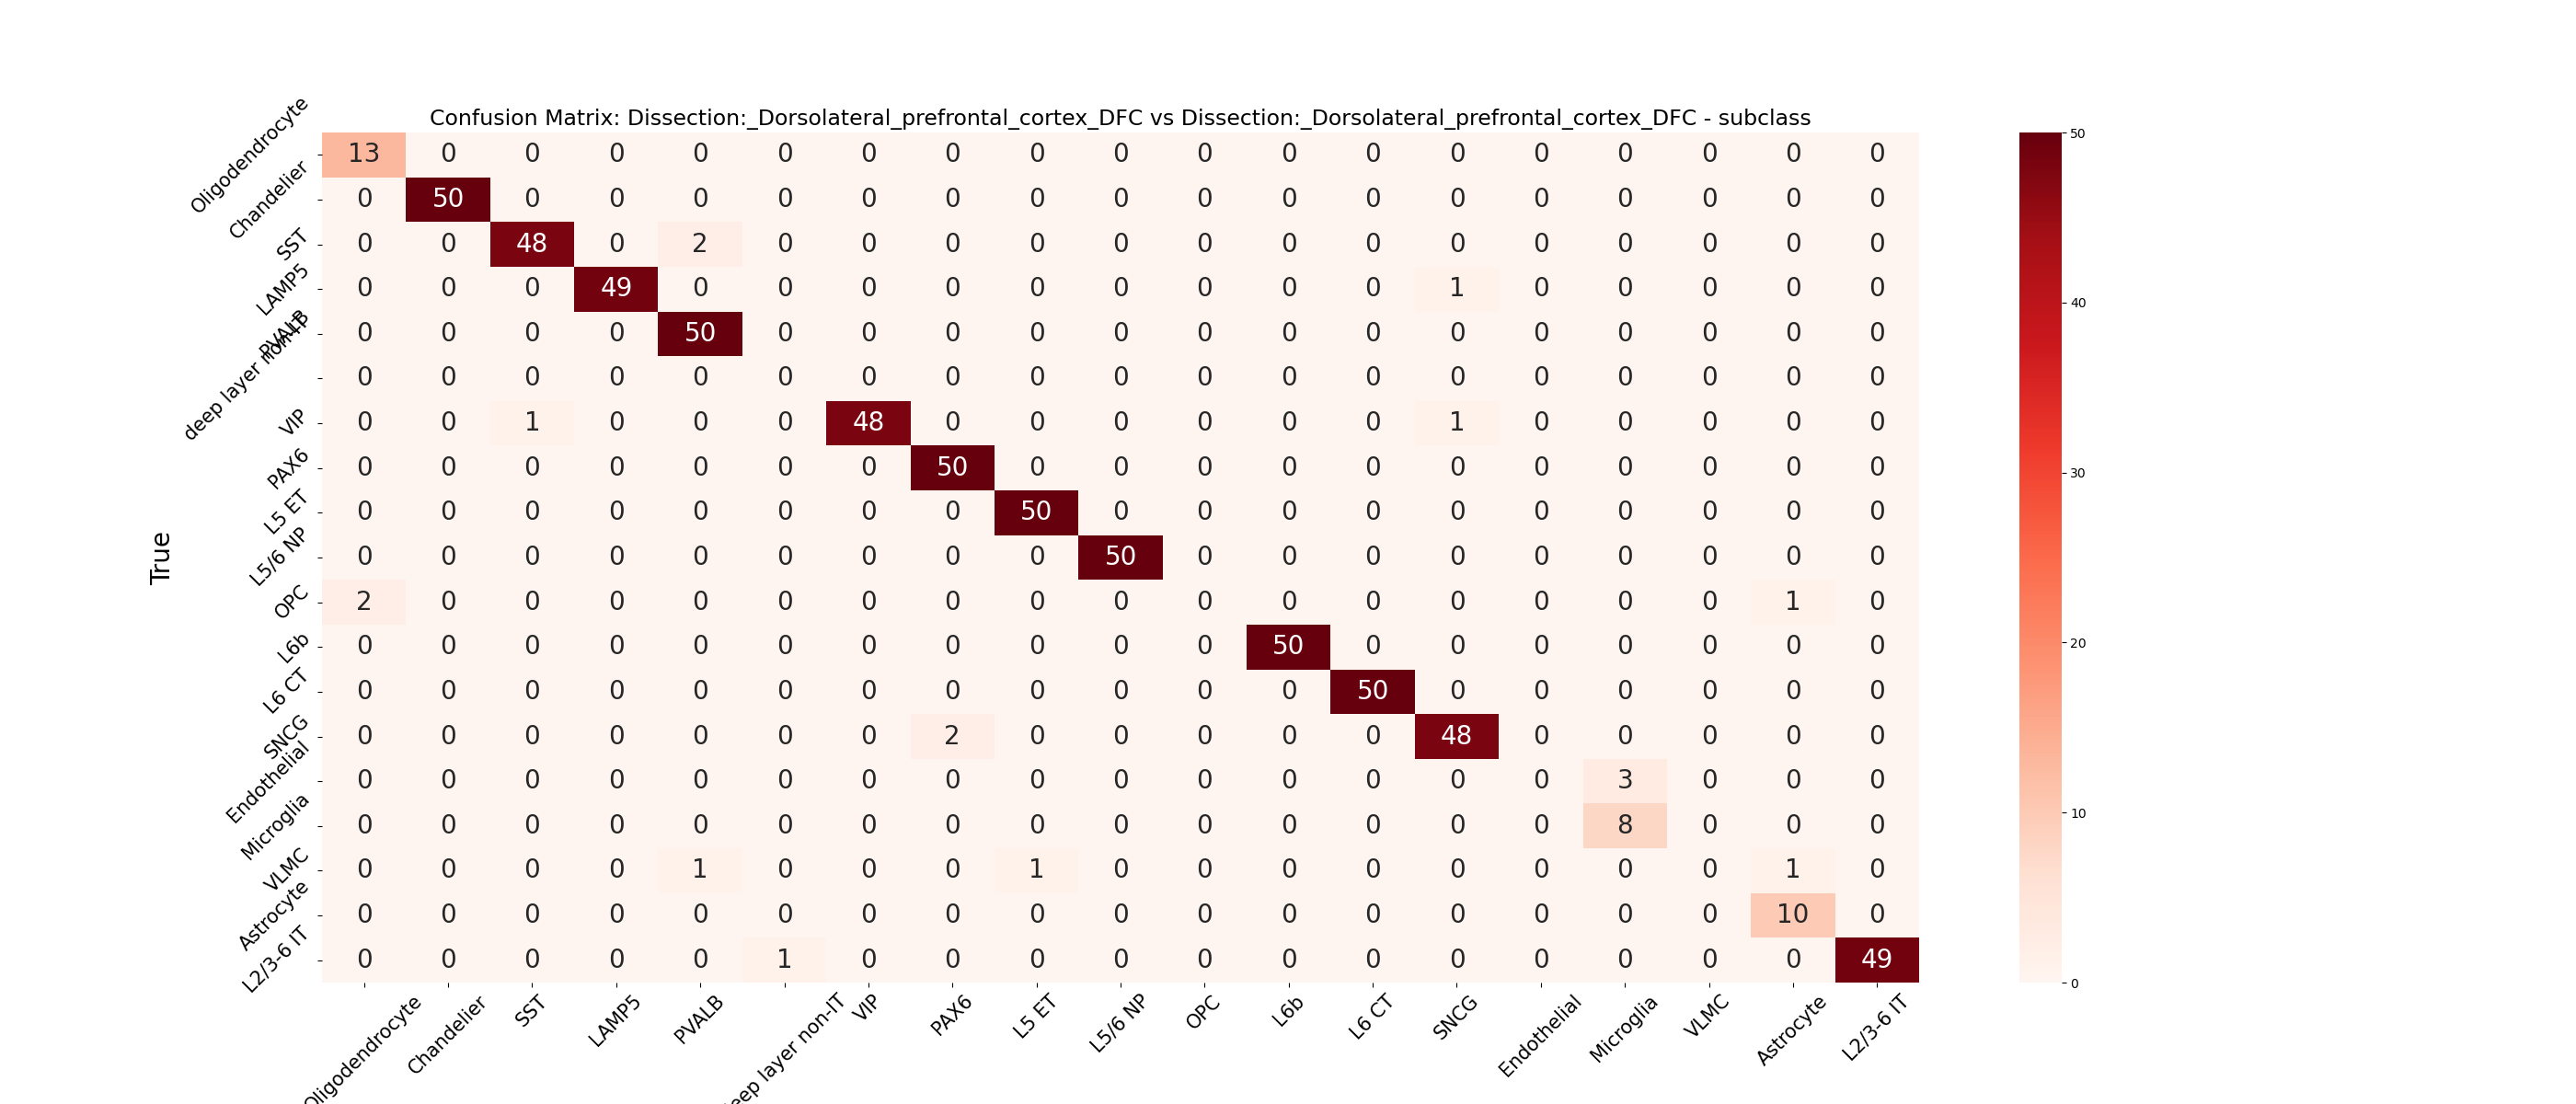 Confusion Matrix: Dissection:_Dorsolateral_prefrontal_cortex_DFC vs Dissection:_Dorsolateral_prefrontal_cortex_DFC - subclass
True
Oligodendrocyte 13 0 0 0 0 0 0 0 0 0 0 0 0 0 0 0 0 0 0
Chandelier 0 50 0 0 0 0 0 0 0 0 0 0 0 0 0 0 0 0 0
SST 0 0 48 0 2 0 0 0 0 0 0 0 0 0 0 0 0 0 0
LAMP5 0 0 0 49 0 0 0 0 0 0 0 0 0 1 0 0 0 0 0
PVALB 0 0 0 0 50 0 0 0 0 0 0 0 0 0 0 0 0 0 0
deep layer non-IT 0 0 0 0 0 0 0 0 0 0 0 0 0 0 0 0 0 0 0
VIP 0 0 1 0 0 0 48 0 0 0 0 0 0 1 0 0 0 0 0
PAX6 0 0 0 0 0 0 0 50 0 0 0 0 0 0 0 0 0 0 0
L5 ET 0 0 0 0 0 0 0 0 50 0 0 0 0 0 0 0 0 0 0
L5/6 NP 0 0 0 0 0 0 0 0 0 50 0 0 0 0 0 0 0 0 0
OPC 2 0 0 0 0 0 0 0 0 0 0 0 0 0 0 0 0 1 0
L6b 0 0 0 0 0 0 0 0 0 0 0 50 0 0 0 0 0 0 0
L6 CT 0 0 0 0 0 0 0 0 0 0 0 0 50 0 0 0 0 0 0
SNCG 0 0 0 0 0 0 0 2 0 0 0 0 0 48 0 0 0 0 0
Endothelial 0 0 0 0 0 0 0 0 0 0 0 0 0 0 0 3 0 0 0
Microglia 0 0 0 0 0 0 0 0 0 0 0 0 0 0 0 8 0 0 0
VLMC 0 0 0 0 1 0 0 0 1 0 0 0 0 0 0 0 0 1 0
Astrocyte 0 0 0 0 0 0 0 0 0 0 0 0 0 0 0 0 0 10 0
L2/3-6 IT 0 0 0 0 0 1 0 0 0 0 0 0 0 0 0 0 0 0 49
Oligodendrocyte Chandelier SST LAMP5 PVALB deep layer non-IT VIP PAX6 L5 ET L5/6 NP OPC L6b L6 CT SNCG Endothelial Microglia VLMC Astrocyte L2/3-6 IT
50
40
30
20
10
0